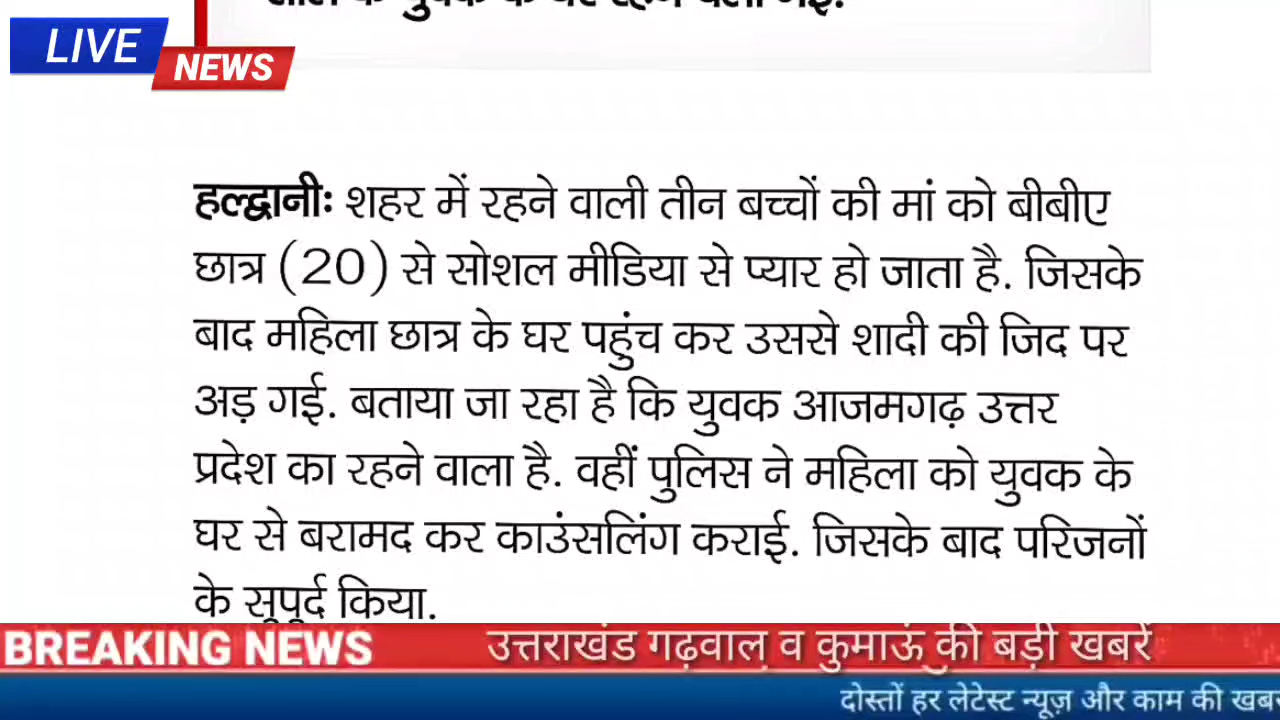 LIVE
NEWS
हल्द्वानीः शहर में रहने वाली तीन बच्चों की मां को बीबीए
छात्र (20) से सोशल मीडिया से प्यार हो जाता है. जिसके
बाद महिला छात्र के घर पहुंच कर उससे शादी की जिद पर
अड़ गई. बताया जा रहा है कि युवक आजमगढ़ उत्तर
प्रदेश का रहने वाला है. वहीं पुलिस ने महिला को युवक के
घर से बरामद कर काउंसलिंग कराई. जिसके बाद परिजनों
के सुपुर्द किया.
BREAKING NEWS उत्तराखंड गढ़वाल व कुमाऊं की बड़ी खबरें
दोस्तों हर लेटेस्ट न्यूज़ और काम की